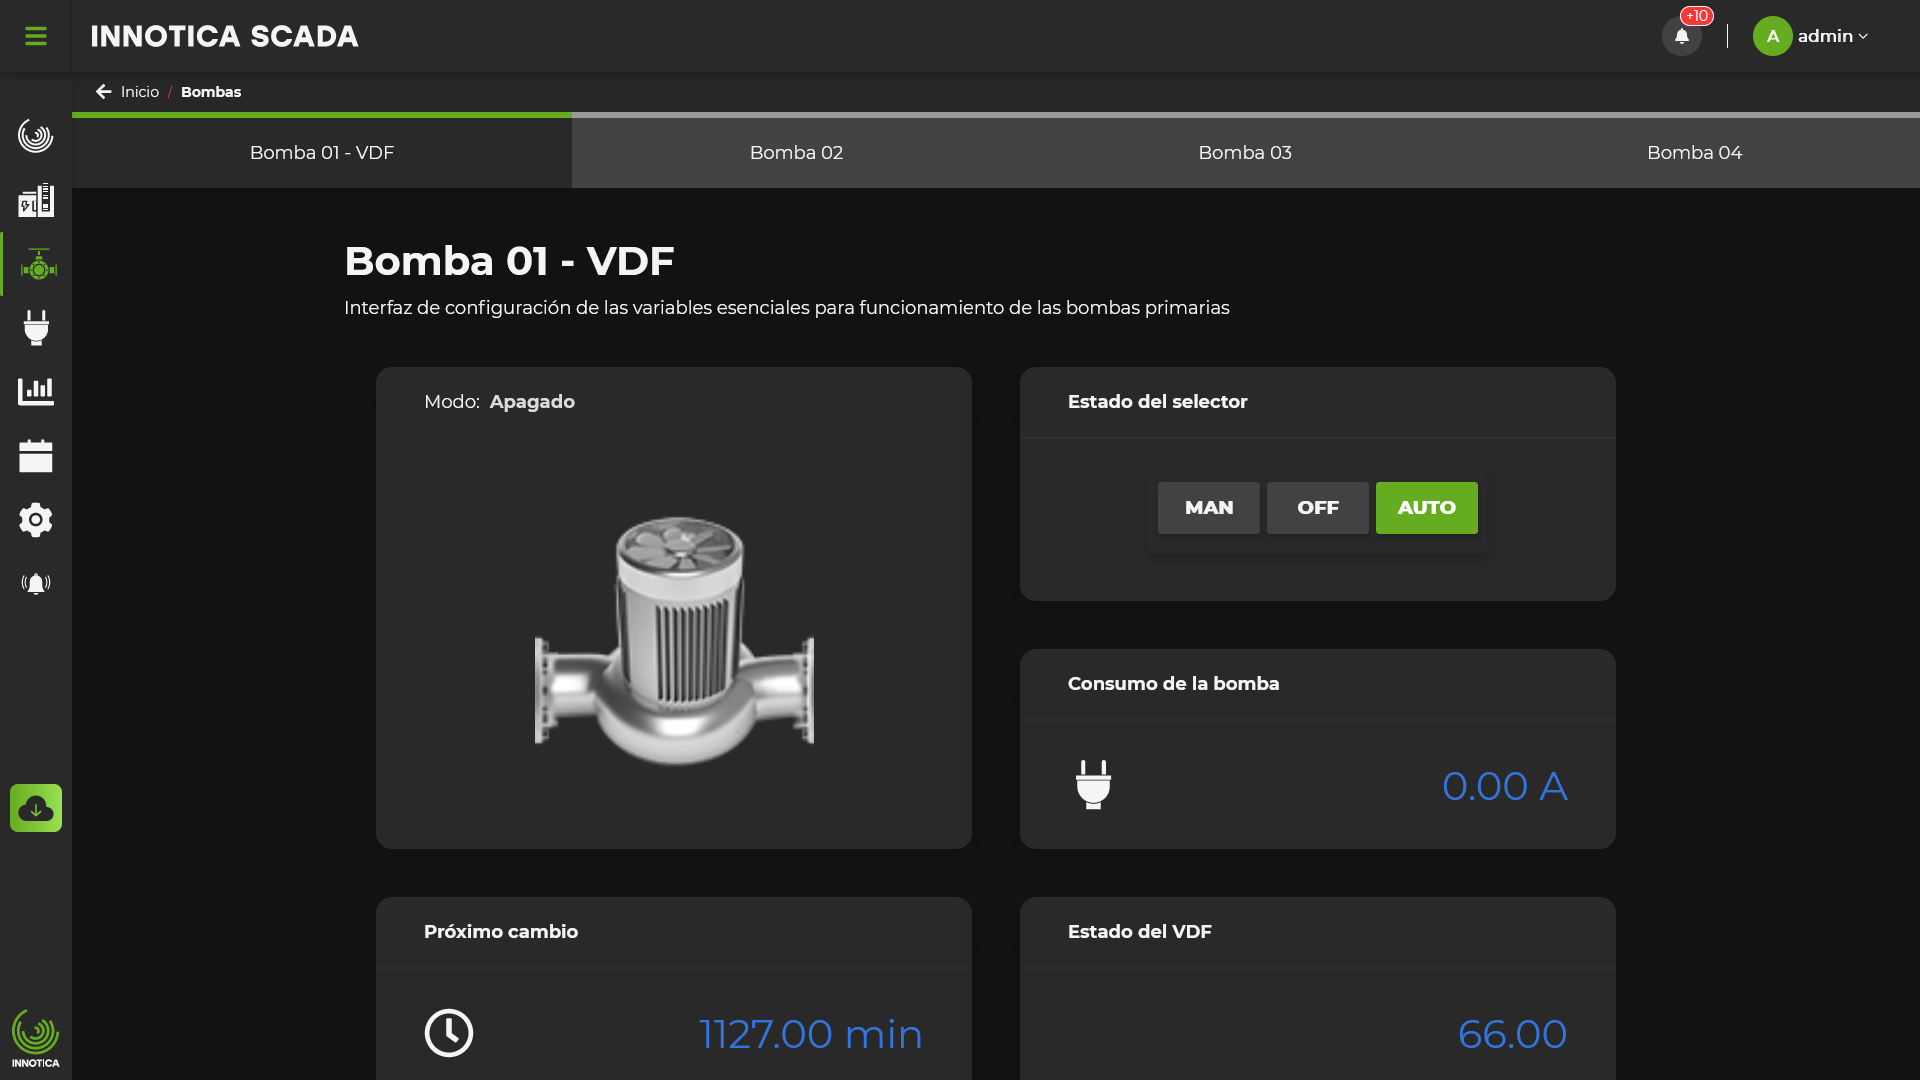 INNOTICA SCADA
+10
A admin
Inicio / Bombas
Bomba 01 - VDF
Bomba 02
Bomba 03
Bomba 04
Bomba 01 - VDF
Interfaz de configuración de las variables esenciales para funcionamiento de las bombas primarias
Modo: Apagado
Estado del selector
MAN
OFF
AUTO
Consumo de la bomba
0.00 A
Próximo cambio
1127.00 min
Estado del VDF
66.00
INNOTICA